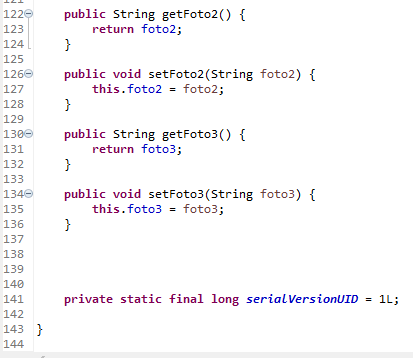 121
122 public String getFoto2() {
123 return foto2;
124 }
125
126 public void setFoto2(String foto2) {
127 this.foto2 = foto2;
128 }
129
130 public String getFoto3() {
131 return foto3;
132 }
133
134 public void setFoto3(String foto3) {
135 this.foto3 = foto3;
136 }
137
138
139
140
141 private static final long serialVersionUID = 1L;
142
143 }
144